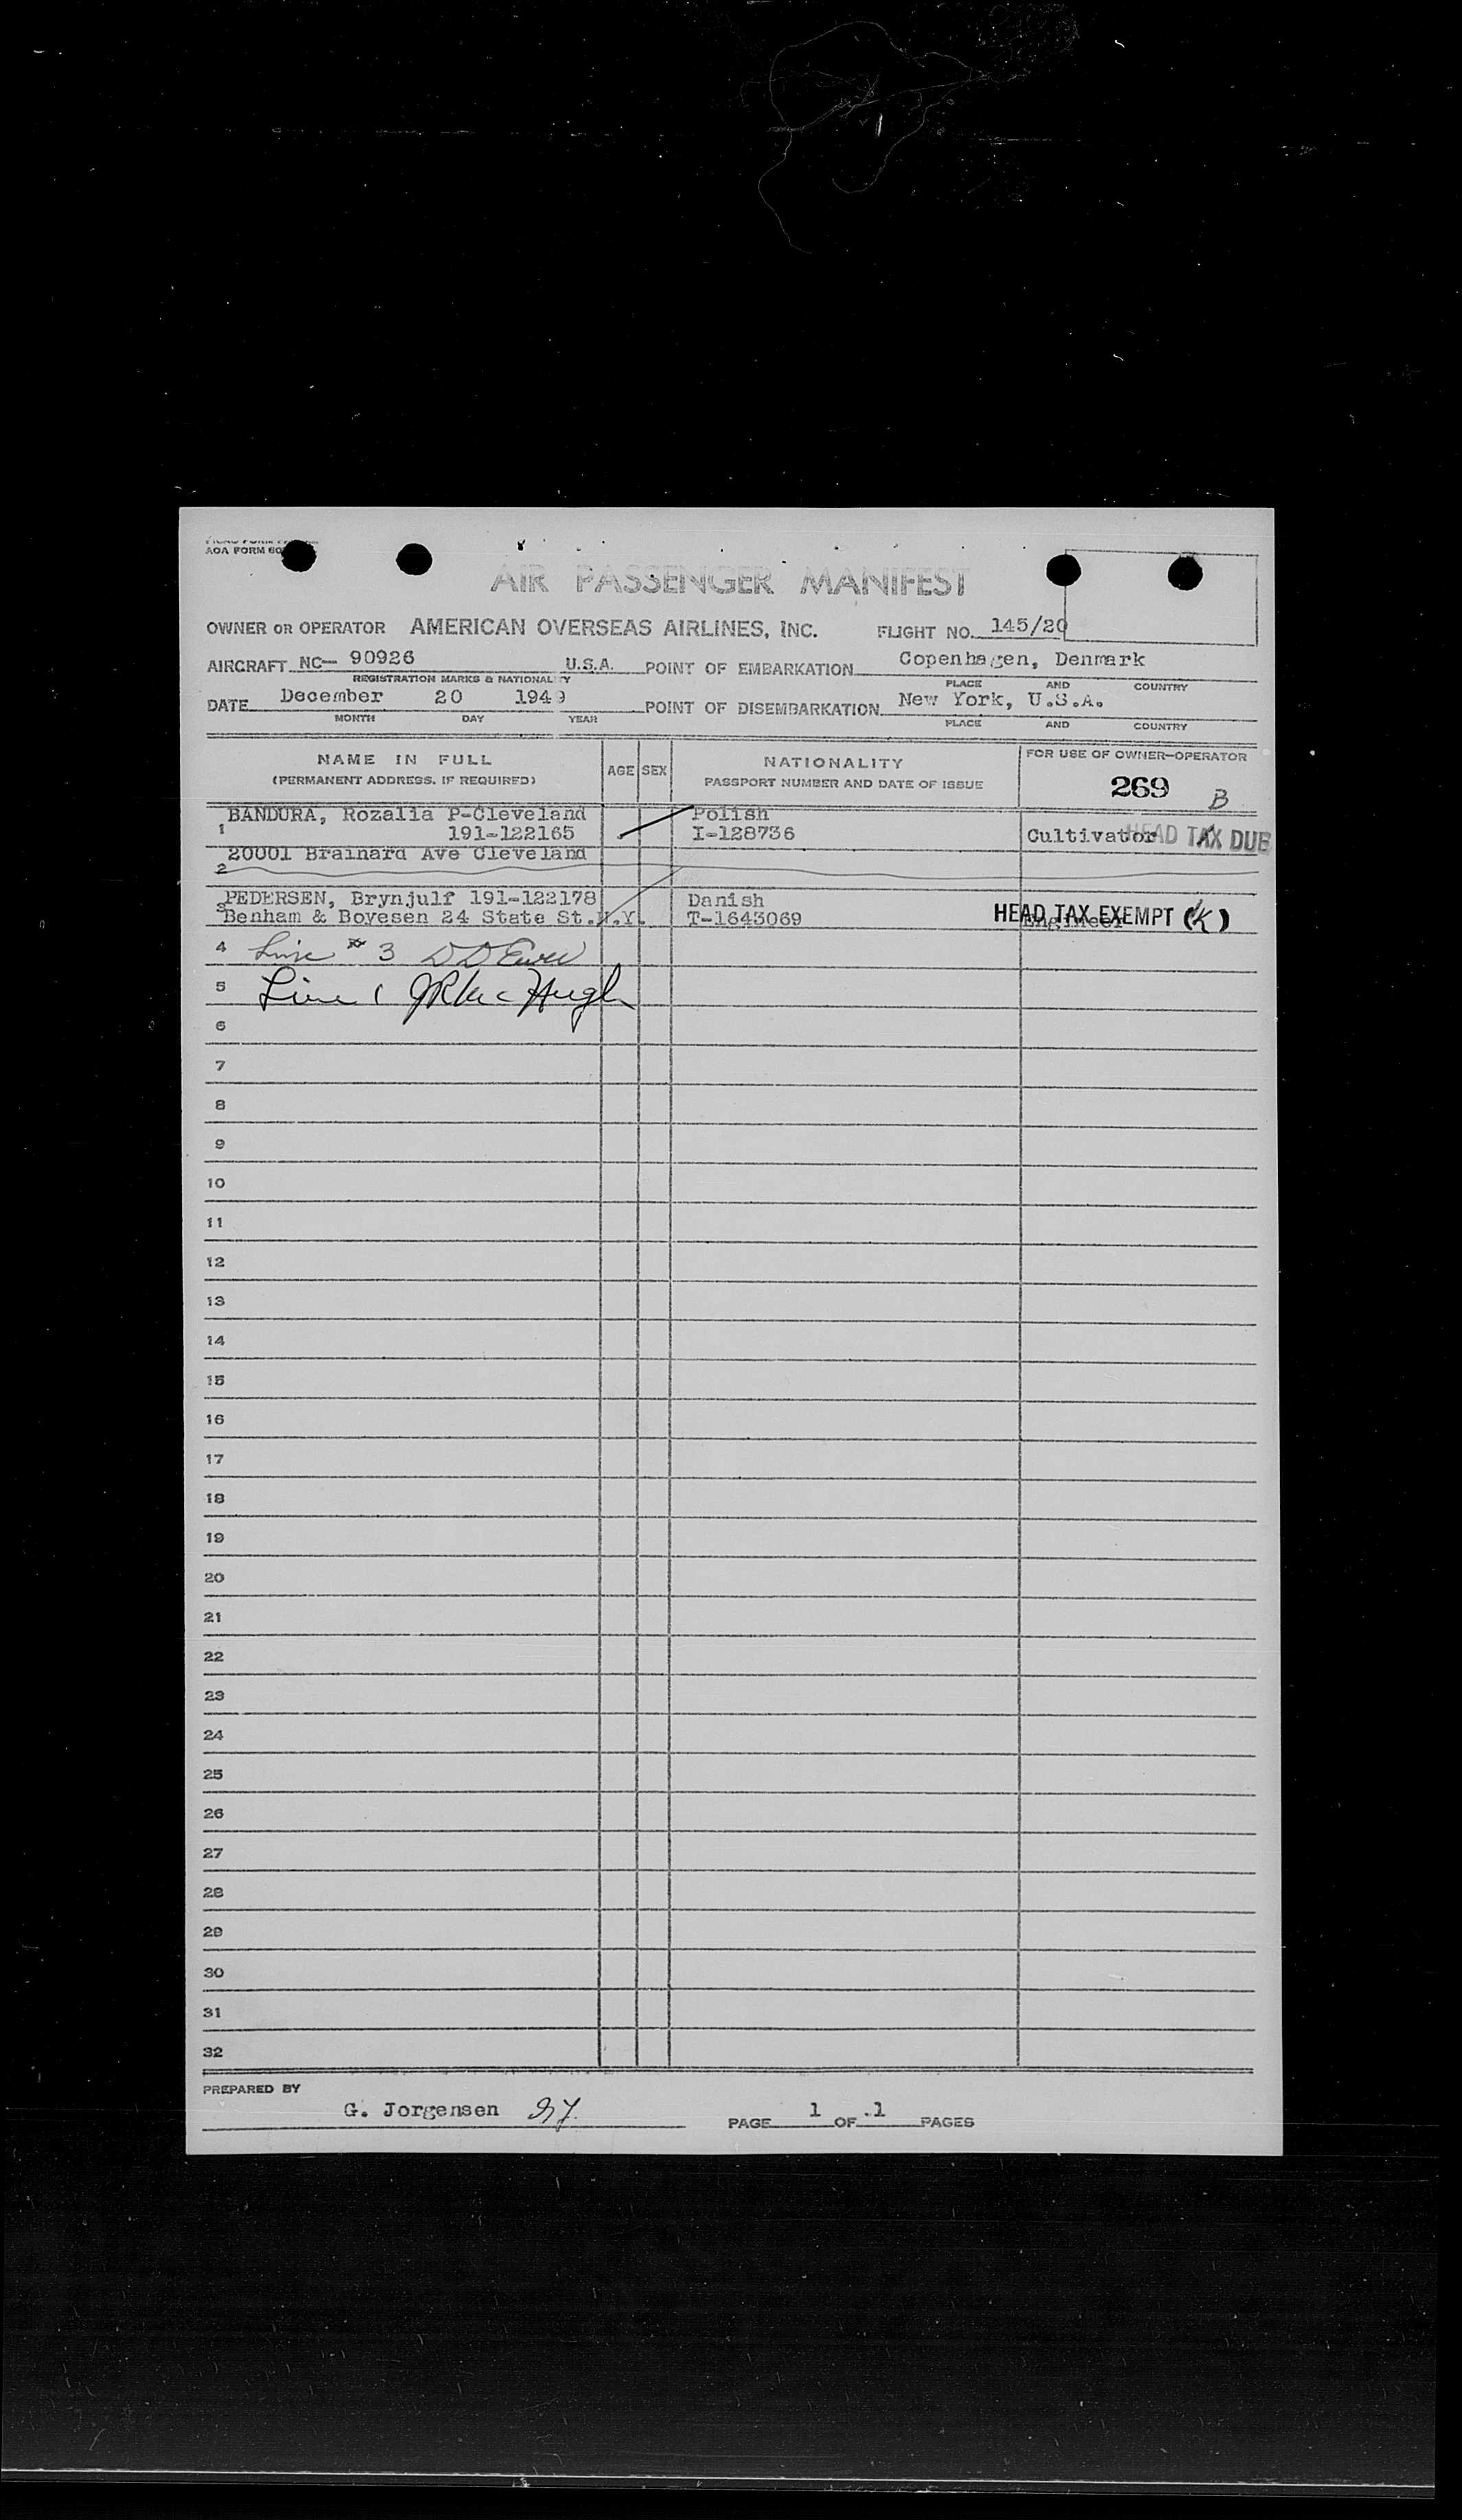 AOA FORM 60
AIR PASSENGER MANIFEST
OWNER OR OPERATOR AMERICAN OVERSEAS AIRLINES, INC. FLIGHT NO. 145/20
AIRCRAFT NC- 90926 U.S.A. POINT OF EMBARKATION Copenhagen, Denmark
REGISTRATION MARKS & NATIONALITY PLACE AND COUNTRY
DATE December 20 1949 POINT OF DISEMBARKATION New York, U.S.A.
MONTH DAY YEAR PLACE AND COUNTRY
NAME IN FULL AGE SEX NATIONALITY FOR USE OF OWNER-OPERATOR
(PERMANENT ADDRESS, IF REQUIRED) PASSPORT NUMBER AND DATE OF ISSUE 269 B
BANDURA, Rozalia P-Cleveland Polish
1 191-122165 I-128736 Cultivator HEAD TAX DUE
20001 Brainard Ave Cleveland
2
PEDERSEN, Brynjulf 191-122178 Danish
3 Benham & Boyesen 24 State St.N.Y. T-1643069 Engineer HEAD TAX EXEMPT (K)
4 Line # 3
5 Line 1 JR McHugh
6
7
8
9
10
11
12
13
14
15
16
17
18
19
20
21
22
23
24
25
26
27
28
29
30
31
32
PREPARED BY
G. Jorgensen PAGE 1 OF 1 PAGES